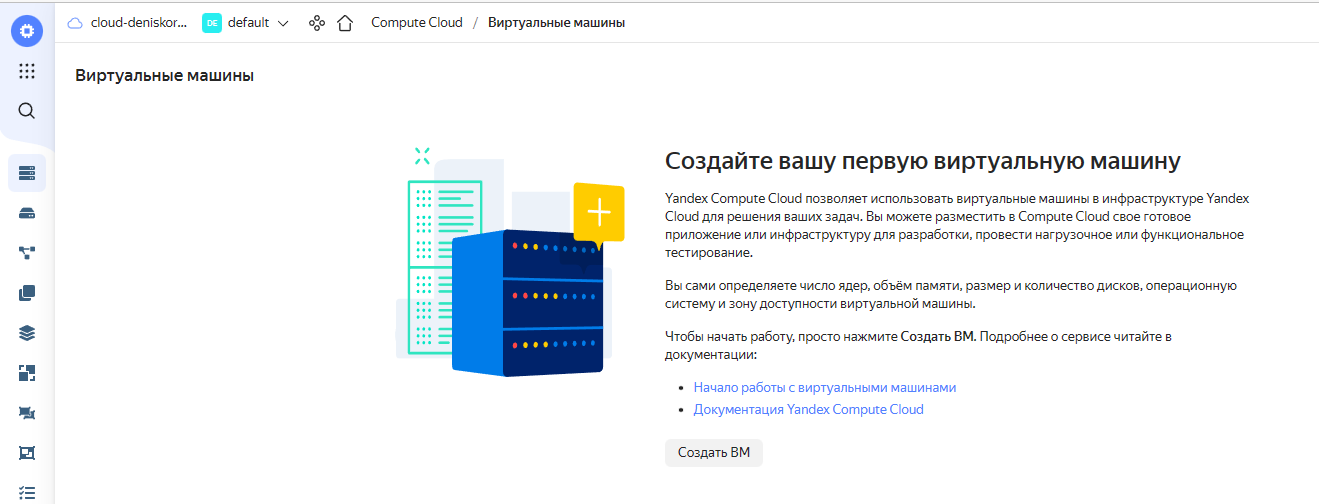 cloud-deniskor... DE default Compute Cloud / Виртуальные машины
Виртуальные машины
Создайте вашу первую виртуальную машину
Yandex Compute Cloud позволяет использовать виртуальные машины в инфраструктуре Yandex
Cloud для решения ваших задач. Вы можете разместить в Compute Cloud свое готовое
приложение или инфраструктуру для разработки, провести нагрузочное или функциональное
тестирование.
Вы сами определяете число ядер, объём памяти, размер и количество дисков, операционную
систему и зону доступности виртуальной машины.
Чтобы начать работу, просто нажмите Создать ВМ. Подробнее о сервисе читайте в
документации:
• Начало работы с виртуальными машинами
• Документация Yandex Compute Cloud
Создать ВМ